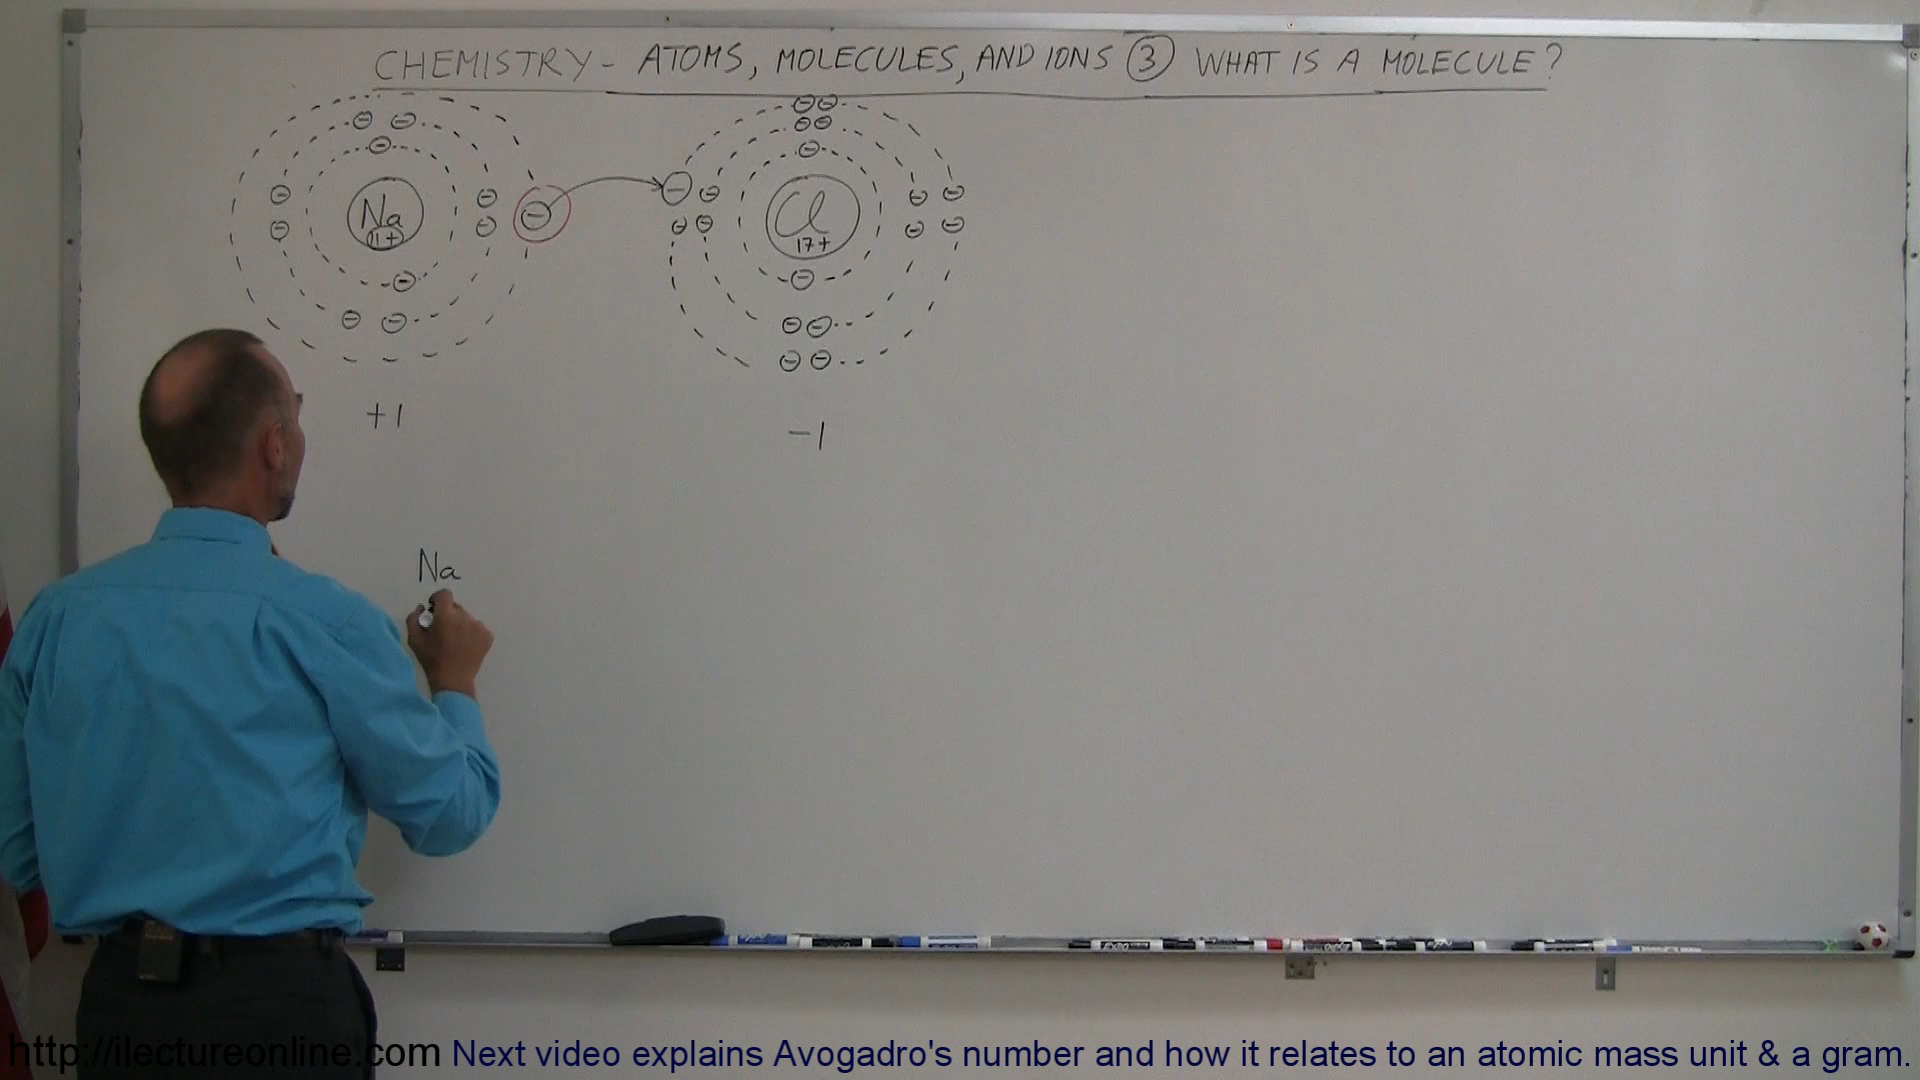 CHEMISTRY - ATOMS, MOLECULES, AND IONS ③ WHAT IS A MOLECULE?
Na
11+
Cl
17+
+1
-1
Na
http://ilectureonline.com Next video explains Avogadro's number and how it relates to an atomic mass unit & a gram.